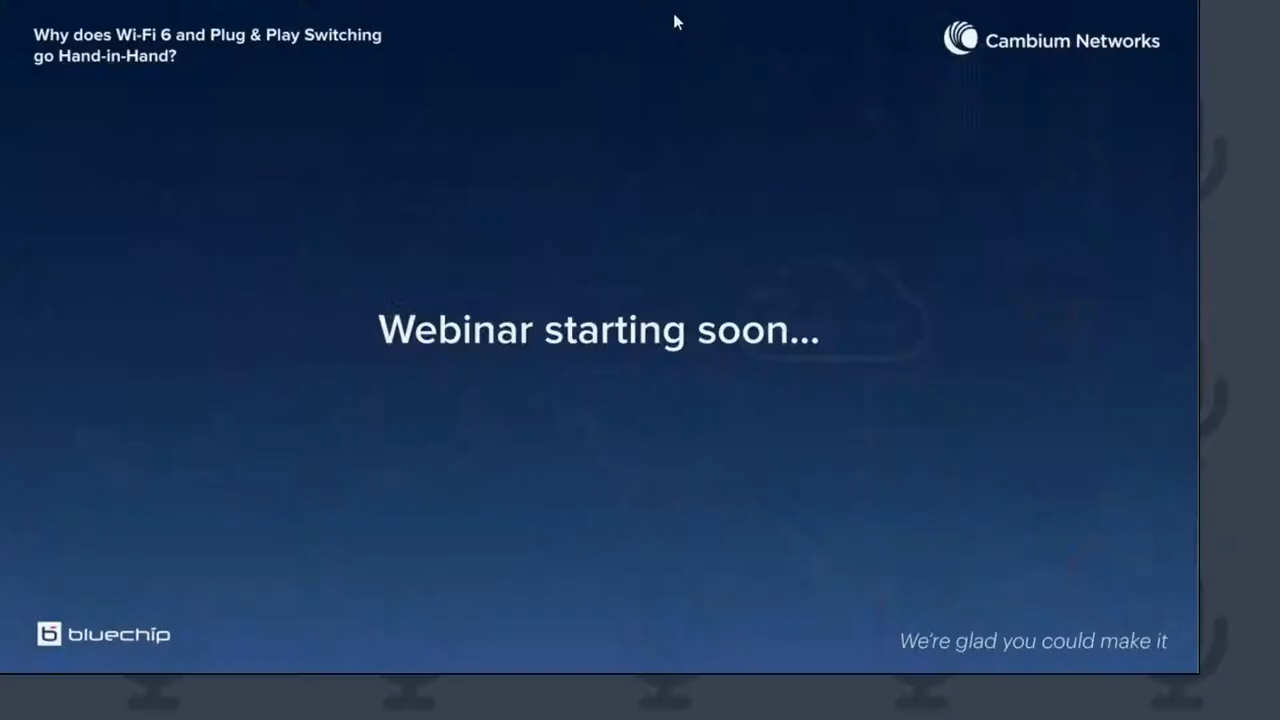 Why does Wi-Fi 6 and Plug & Play Switching
go Hand-in-Hand?
Cambium Networks
Webinar starting soon...
bluechip
We're glad you could make it